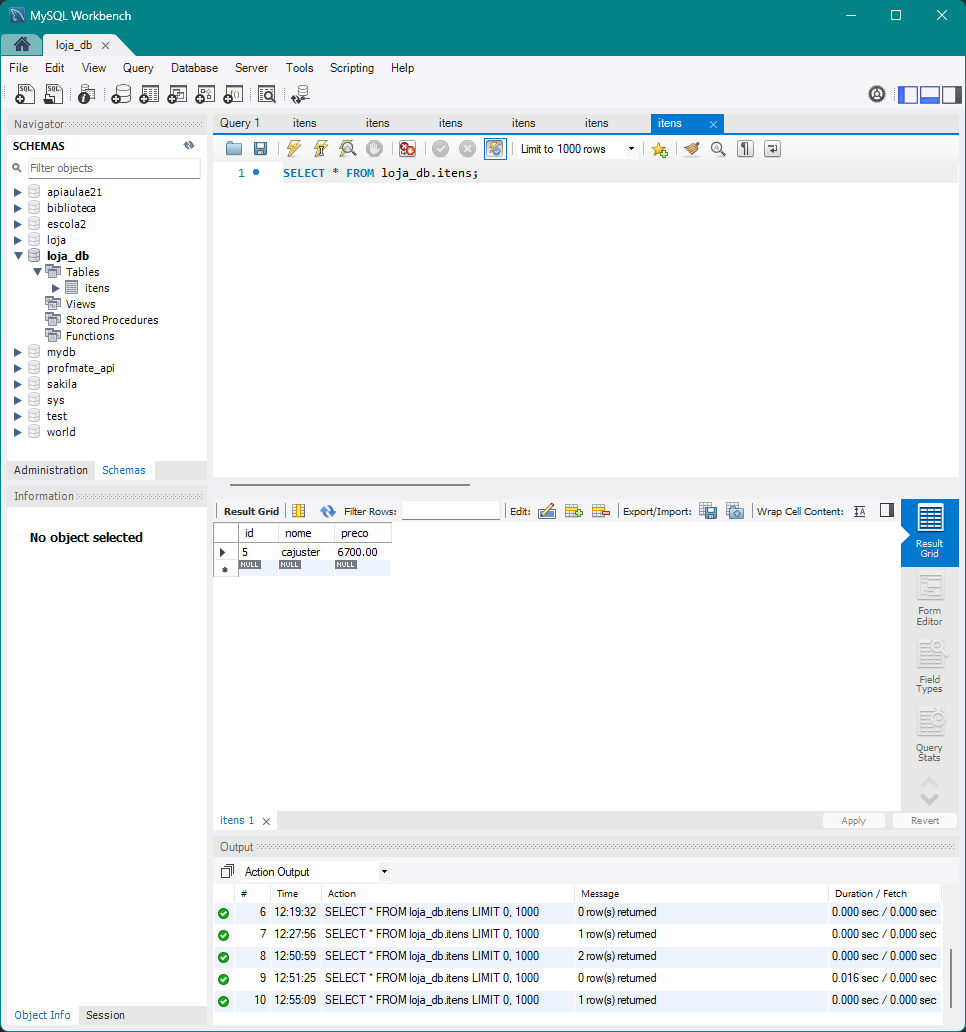 MySQL Workbench
loja_db
File Edit View Query Database Server Tools Scripting Help
Navigator
SCHEMAS
Filter objects
apiaulae21
biblioteca
escola2
loja
loja_db
Tables
itens
Views
Stored Procedures
Functions
mydb
profmate_api
sakila
sys
test
world
Administration Schemas
Information
No object selected
Object Info Session
Query 1 itens itens itens itens itens itens
Limit to 1000 rows
1 SELECT * FROM loja_db.itens;
Result Grid Filter Rows: Edit: Export/Import: Wrap Cell Content:
id nome preco
5 cajuster 6700.00
NULL NULL NULL
Result
Grid
Form
Editor
Field
Types
Query
Stats
itens 1 Apply Revert
Output
Action Output
# Time Action Message Duration / Fetch
6 12:19:32 SELECT * FROM loja_db.itens LIMIT 0, 1000 0 row(s) returned 0.000 sec / 0.000 sec
7 12:27:56 SELECT * FROM loja_db.itens LIMIT 0, 1000 1 row(s) returned 0.000 sec / 0.000 sec
8 12:50:59 SELECT * FROM loja_db.itens LIMIT 0, 1000 2 row(s) returned 0.000 sec / 0.000 sec
9 12:51:25 SELECT * FROM loja_db.itens LIMIT 0, 1000 0 row(s) returned 0.016 sec / 0.000 sec
10 12:55:09 SELECT * FROM loja_db.itens LIMIT 0, 1000 1 row(s) returned 0.000 sec / 0.000 sec